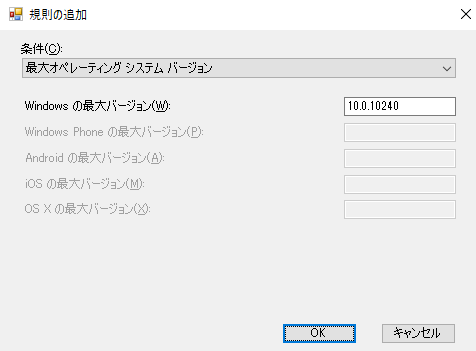 規則の追加
条件(C):
最大オペレーティング システム バージョン
Windows の最大バージョン(W): 10.0.10240
Windows Phone の最大バージョン(P):
Android の最大バージョン(A):
iOS の最大バージョン(M):
OS X の最大バージョン(X):
OK キャンセル